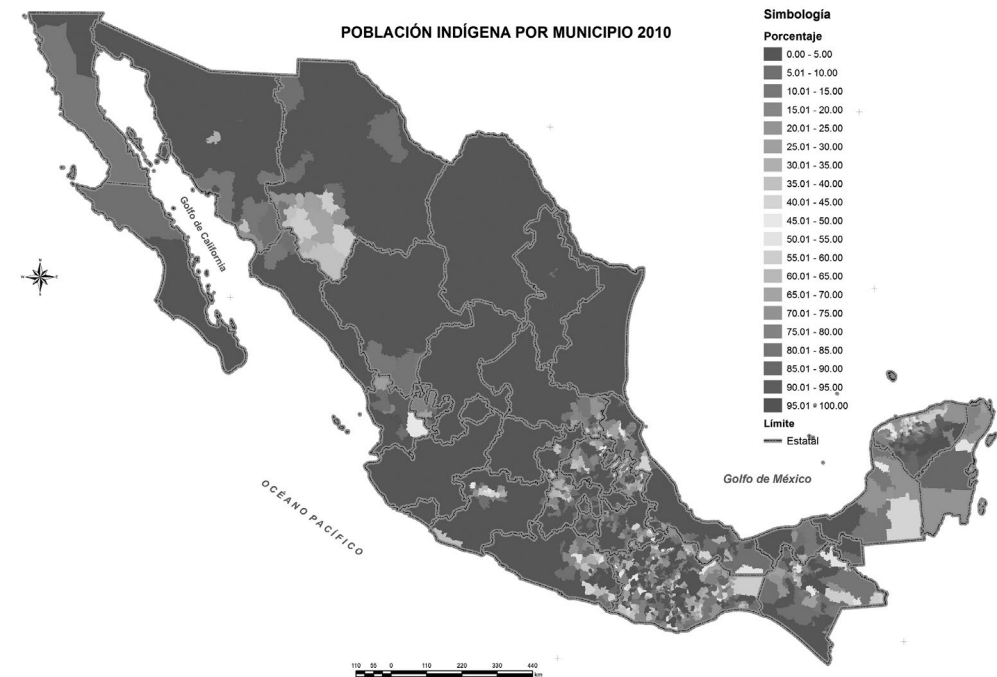 POBLACIÓN INDÍGENA POR MUNICIPIO 2010
Simbología
Porcentaje
0.00 - 5.00
5.01 - 10.00
10.01 - 15.00
15.01 - 20.00
20.01 - 25.00
25.01 - 30.00
30.01 - 35.00
35.01 - 40.00
40.01 - 45.00
45.01 - 50.00
50.01 - 55.00
55.01 - 60.00
60.01 - 65.00
65.01 - 70.00
70.01 - 75.00
75.01 - 80.00
80.01 - 85.00
85.01 - 90.00
90.01 - 95.00
95.01 - 100.00
Límite
Estatal
Golfo de California
N
W E
S
Golfo de México
OCÉANO PACÍFICO
110 55 0 110 220 330 440
km